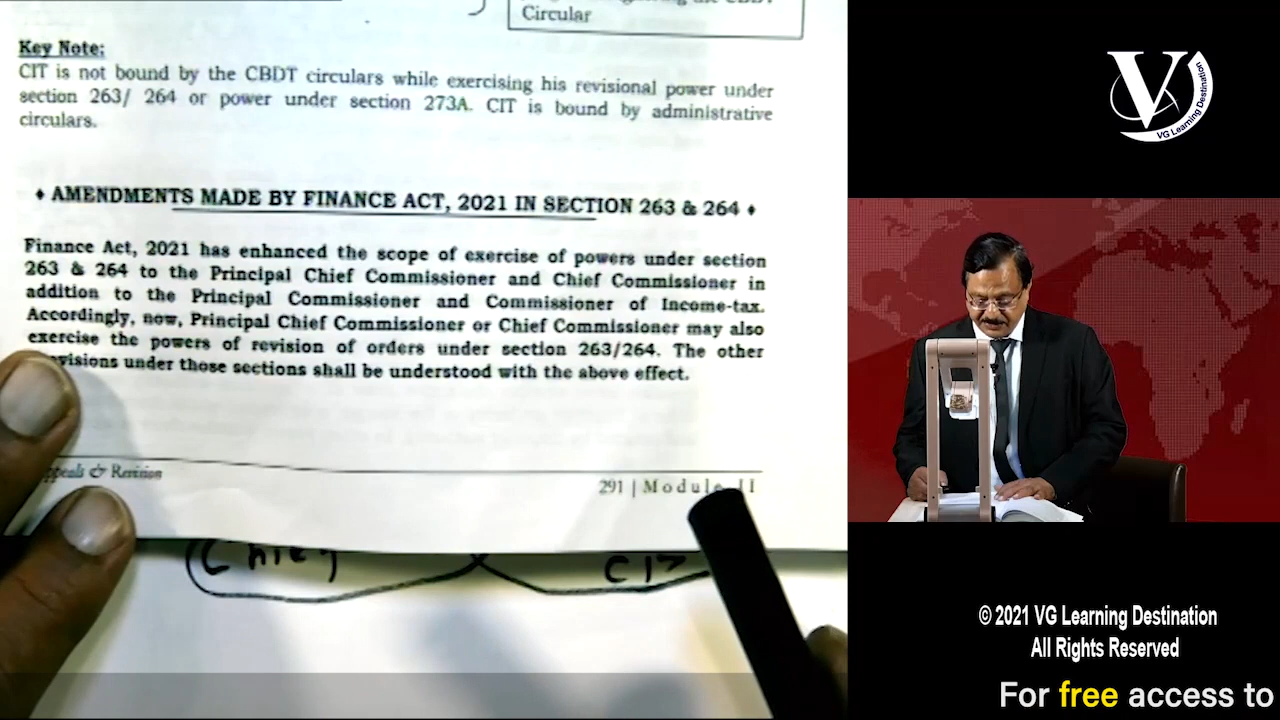 Circular
Key Note:
CIT is not bound by the CBDT circulars while exercising his revisional power under
section 263/ 264 or power under section 273A. CIT is bound by administrative
circulars.
♦ AMENDMENTS MADE BY FINANCE ACT, 2021 IN SECTION 263 & 264 ♦
Finance Act, 2021 has enhanced the scope of exercise of powers under section
263 & 264 to the Principal Chief Commissioner and Chief Commissioner in
addition to the Principal Commissioner and Commissioner of Income-tax.
Accordingly, now, Principal Chief Commissioner or Chief Commissioner may also
exercise the powers of revision of orders under section 263/264. The other
visions under those sections shall be understood with the above effect.
peals & Revision
291 | Module II
Chief CIT
V
VG Learning Destination
© 2021 VG Learning Destination
All Rights Reserved
For free access to